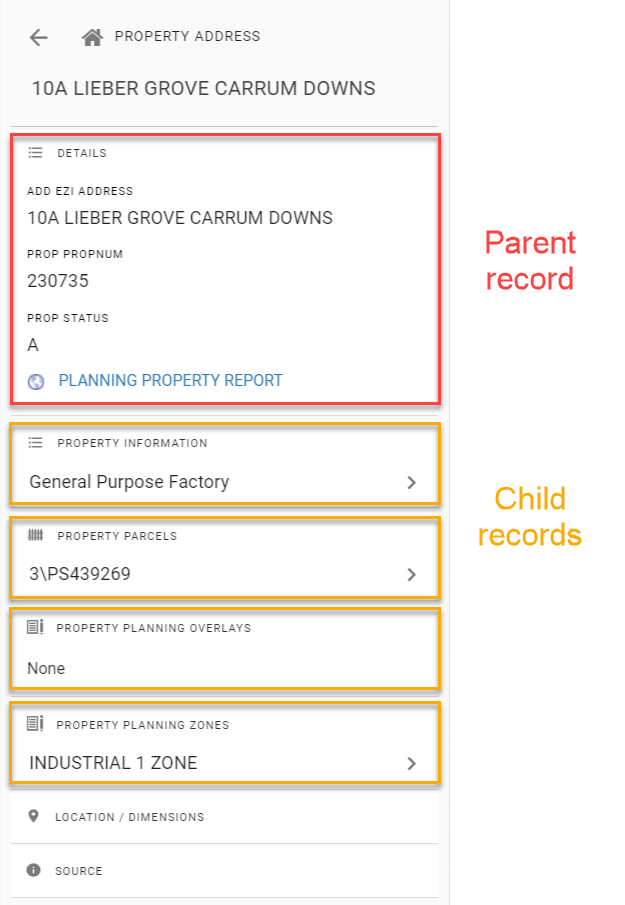 PROPERTY ADDRESS
10A LIEBER GROVE CARRUM DOWNS
DETAILS
ADD EZI ADDRESS
10A LIEBER GROVE CARRUM DOWNS
PROP PROPNUM
230735
PROP STATUS
A
PLANNING PROPERTY REPORT
Parent
record
PROPERTY INFORMATION
General Purpose Factory
PROPERTY PARCELS
3\PS439269
PROPERTY PLANNING OVERLAYS
None
PROPERTY PLANNING ZONES
INDUSTRIAL 1 ZONE
Child
records
LOCATION / DIMENSIONS
SOURCE